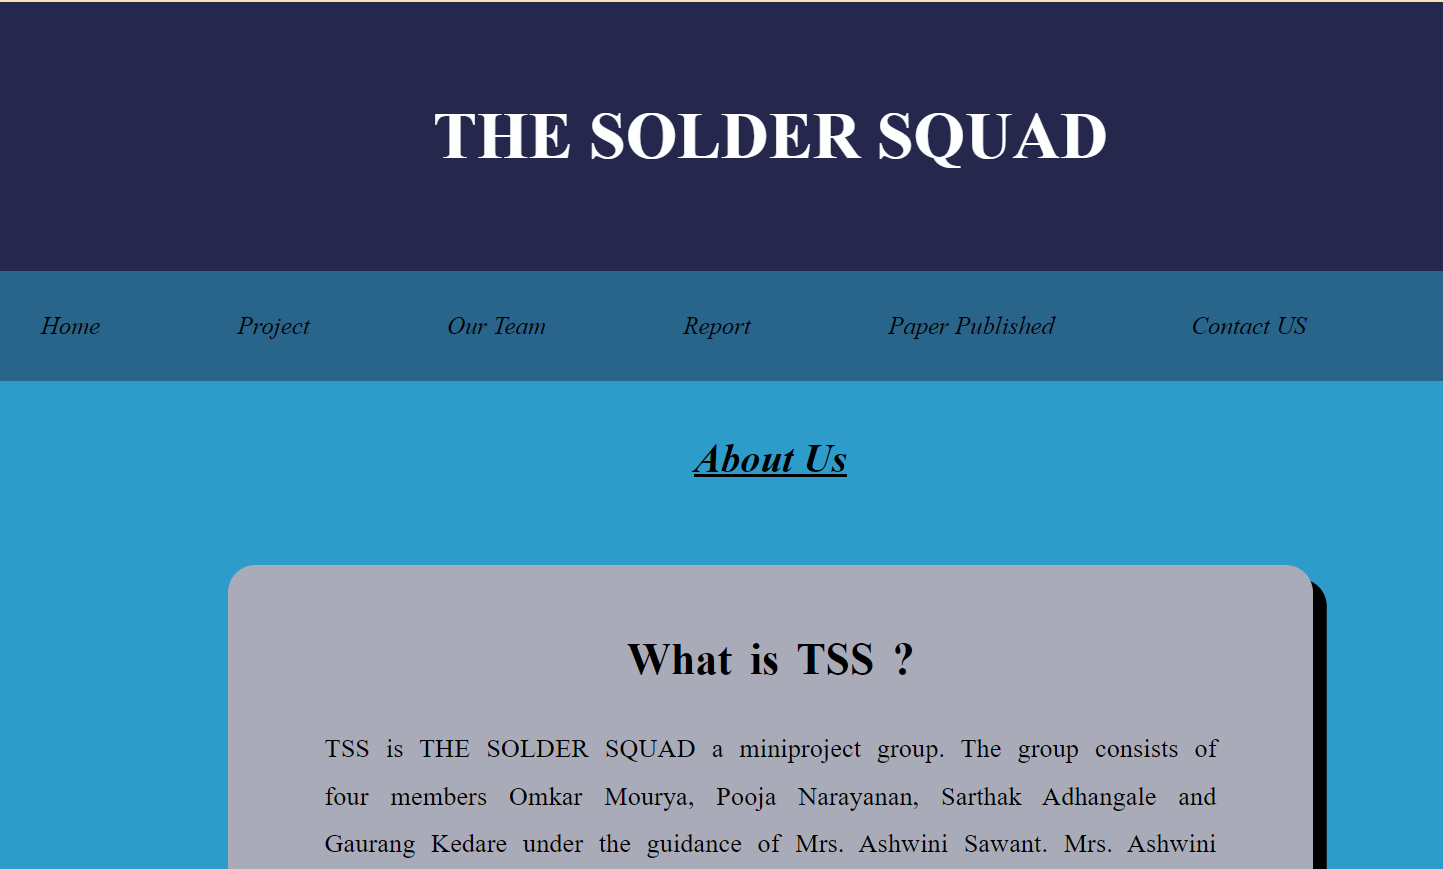 THE SOLDER SQUAD
Home Project Our Team Report Paper Published Contact US
About Us
What is TSS ?
TSS is THE SOLDER SQUAD a miniproject group. The group consists of
four members Omkar Mourya, Pooja Narayanan, Sarthak Adhangale and
Gaurang Kedare under the guidance of Mrs. Ashwini Sawant. Mrs. Ashwini